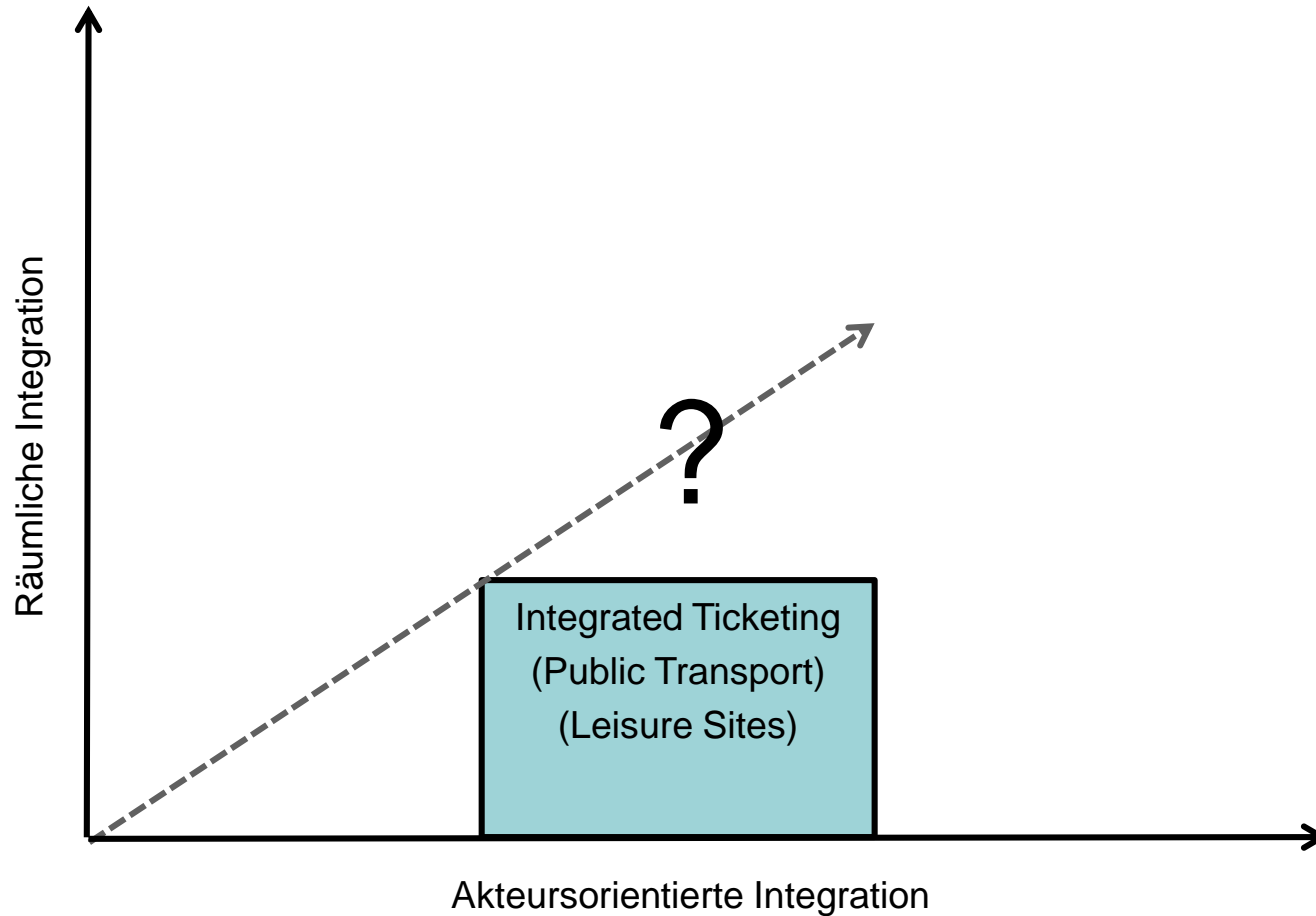 Räumliche Integration
?
Integrated Ticketing
(Public Transport)
(Leisure Sites)
Akteursorientierte Integration